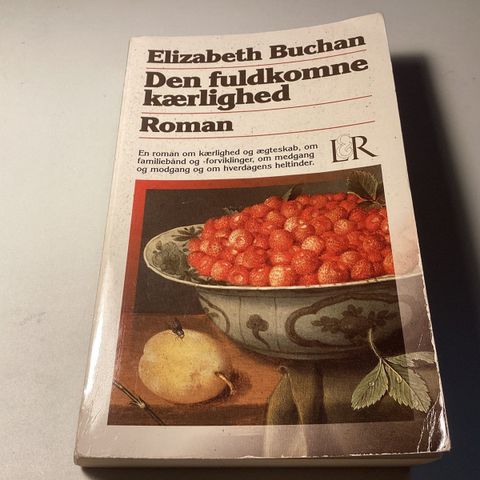 Elizabeth Buchan
Den fuldkomne
kærlighed
Roman
En roman om kærlighed og ægteskab, om
familiebånd og -forviklinger, om medgang
og modgang og om hverdagens heltinder.
L&R